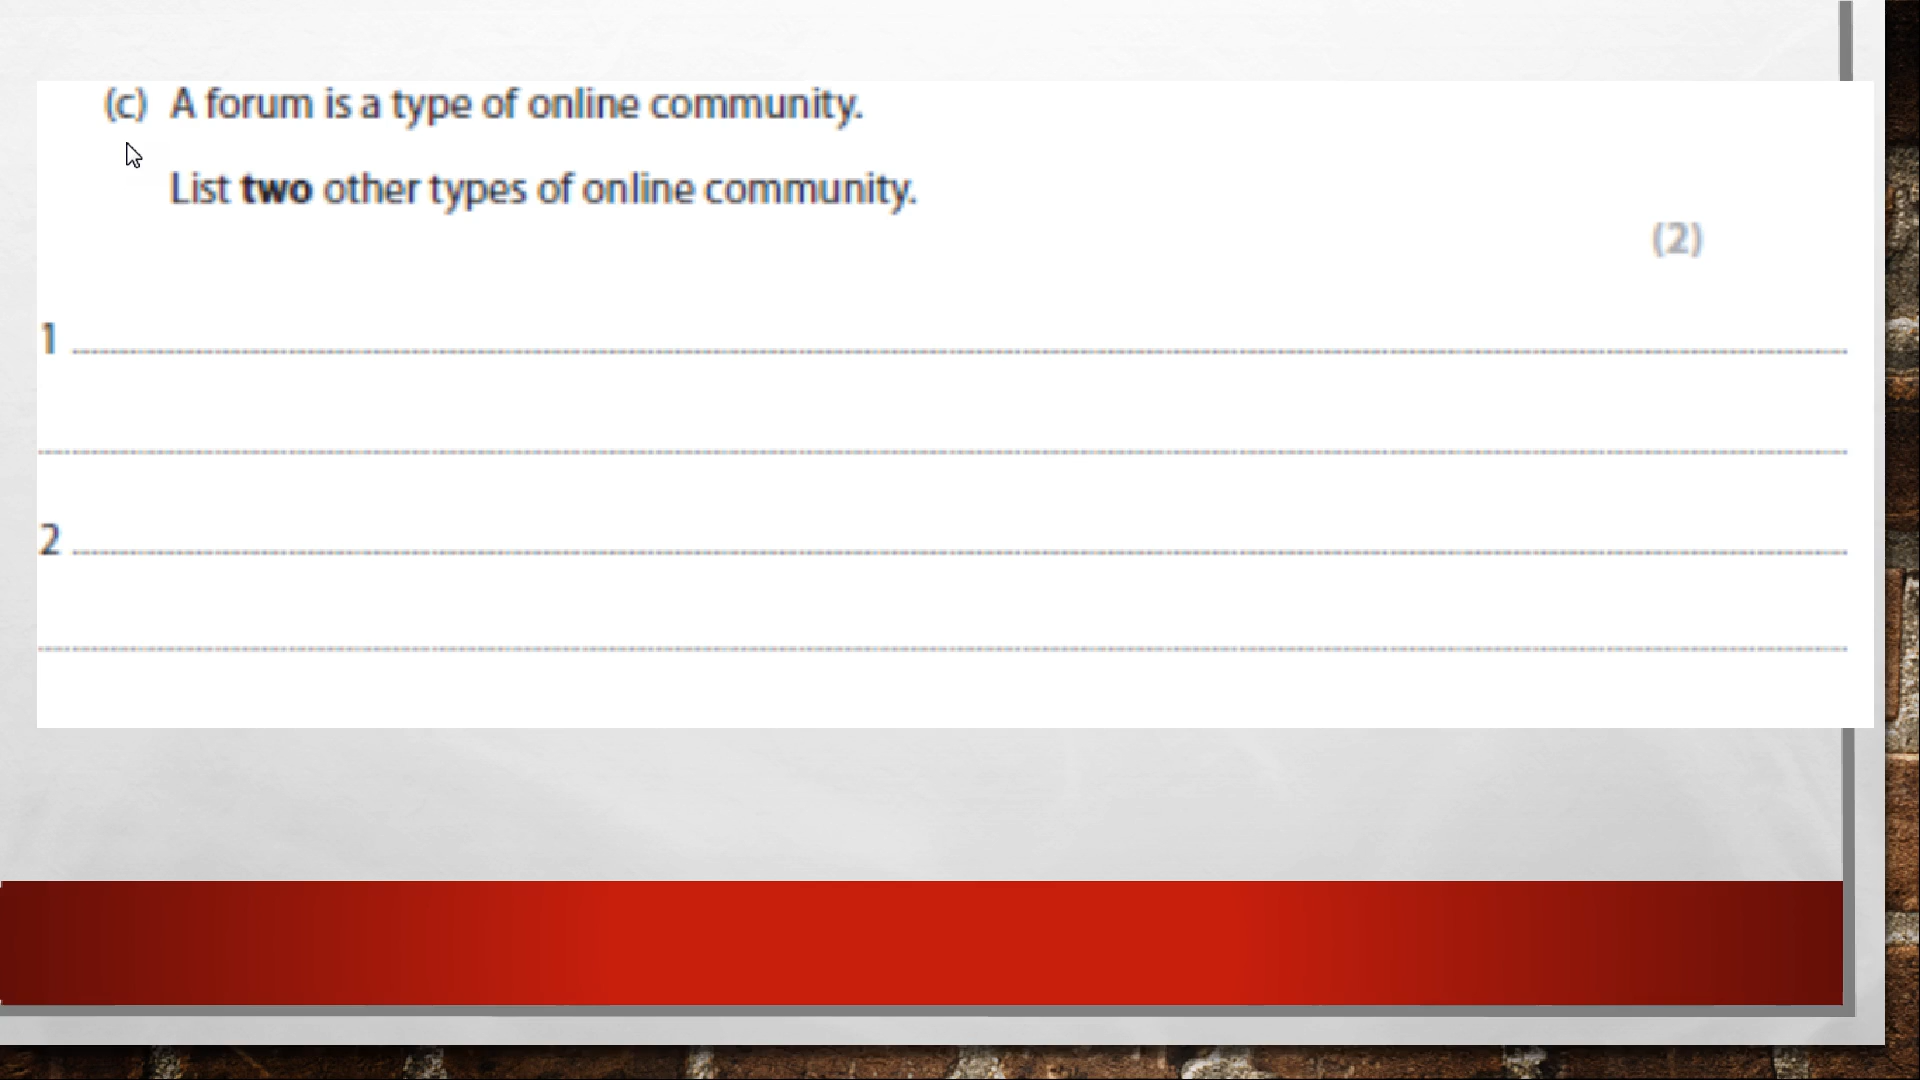 (c) A forum is a type of online community.
List two other types of online community.
(2)
1
2